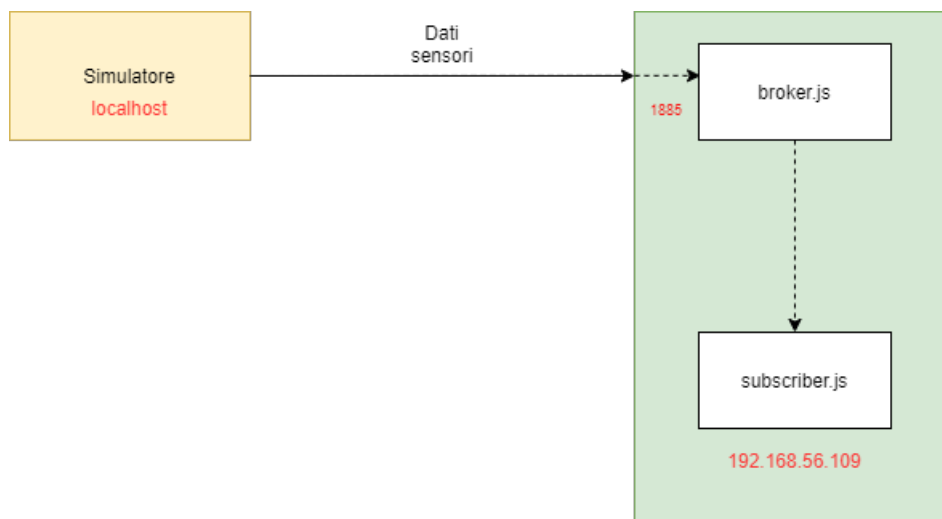 Simulatore
localhost
Dati
sensori
1885
broker.js
subscriber.js
192.168.56.109